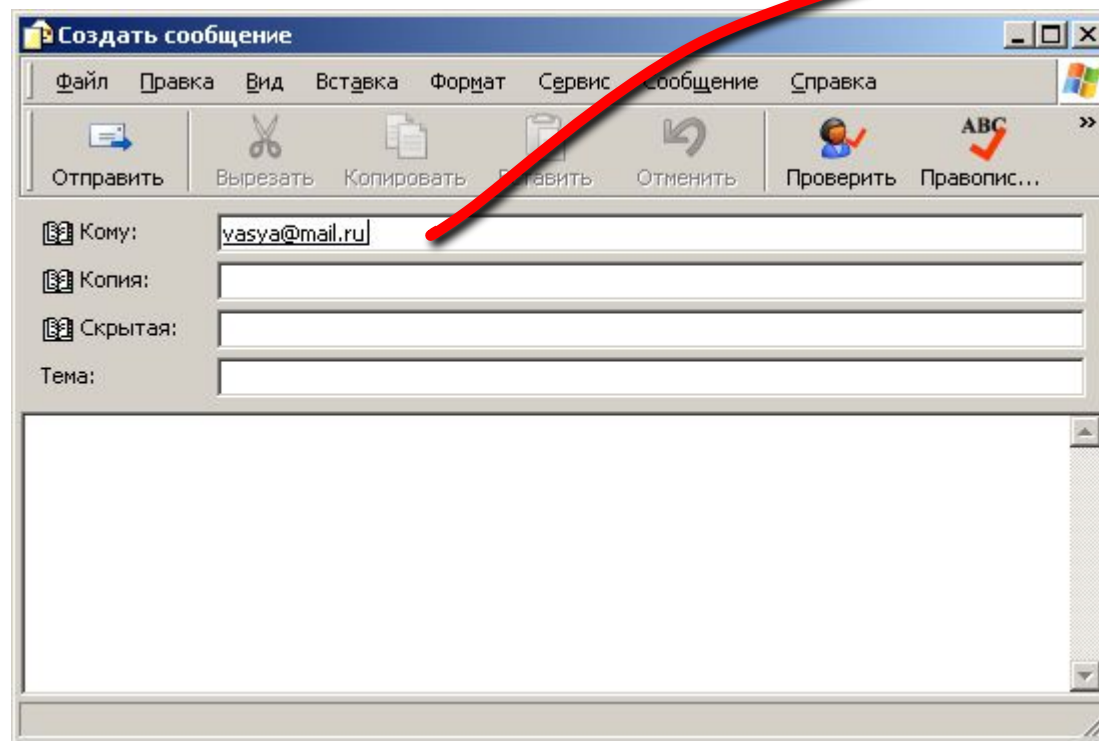 Создать сообщение
Файл Правка Вид Вставка Формат Сервис Сообщение Справка
Отправить Вырезать Копировать Вставить Отменить Проверить Правопис...
Кому: vasya@mail.ru
Копия:
Скрытая:
Тема: